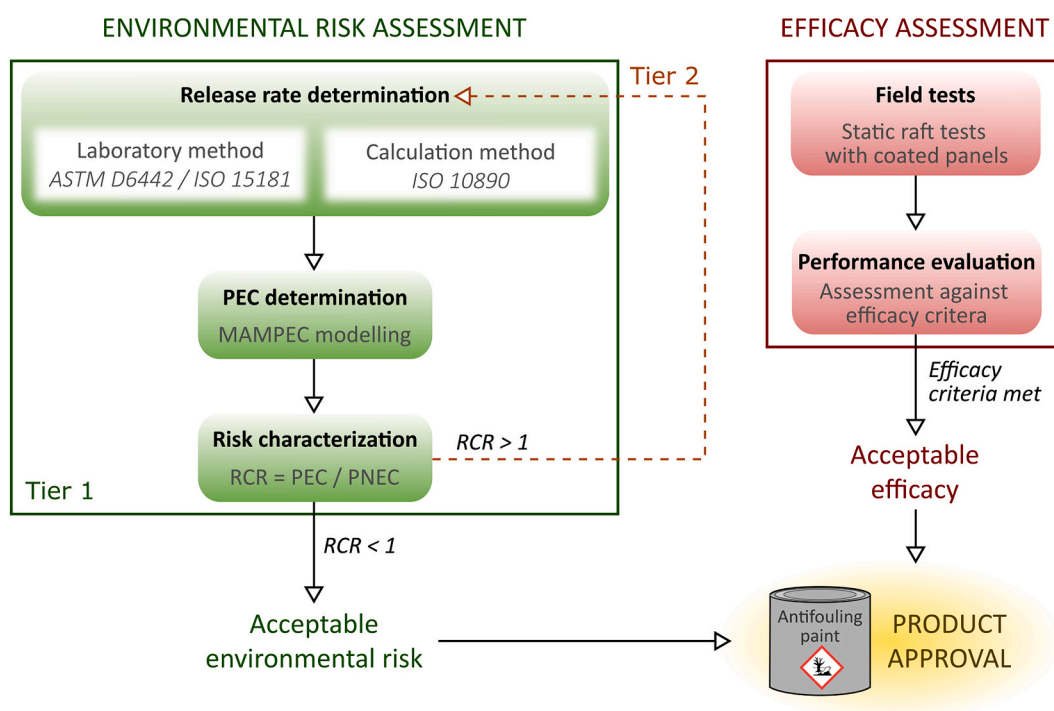 ENVIRONMENTAL RISK ASSESSMENT
Tier 2
Release rate determination
Laboratory method
ASTM D6442 / ISO 15181
Calculation method
ISO 10890
PEC determination
MAMPEC modelling
Risk characterization
RCR = PEC / PNEC
RCR > 1
Tier 1
RCR < 1
Acceptable
environmental risk
EFFICACY ASSESSMENT
Field tests
Static raft tests
with coated panels
Performance evaluation
Assessment against
efficacy critera
Efficacy
criteria met
Acceptable
efficacy
Antifouling
paint
PRODUCT
APPROVAL